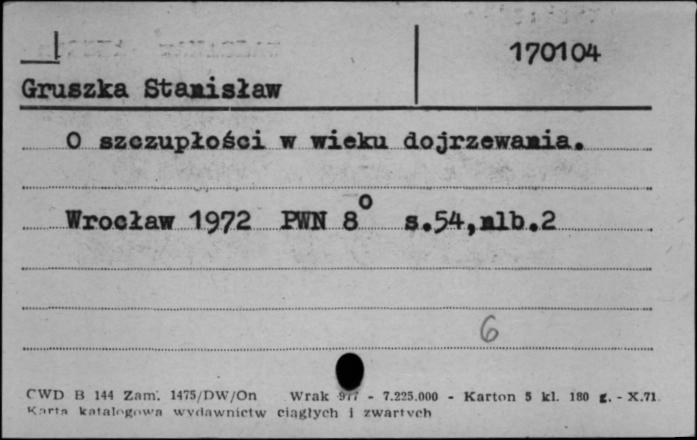 170104
Gruszka Stanisław
O szczupłości w wieku dojrzewania.
Wrocław 1972 PWN 8° s.54,nlb.2
6
CWD B 144 Zam. 1475/DW/On Wrak 977 - 7.225.000 - Karton 5 kl. 180 g. - X.71
Karta katalogowa wydawnictw ciągłych i zwartych